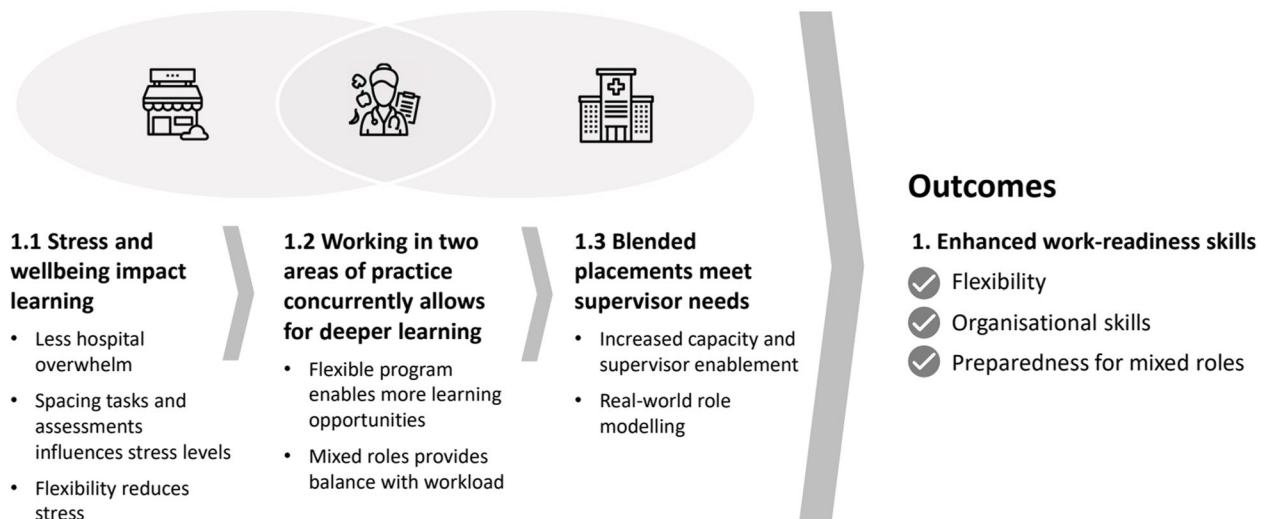 1.1 Stress and
wellbeing impact
learning
• Less hospital
overwhelm
• Spacing tasks and
assessments
influences stress levels
• Flexibility reduces
stress
1.2 Working in two
areas of practice
concurrently allows
for deeper learning
• Flexible program
enables more learning
opportunities
• Mixed roles provides
balance with workload
1.3 Blended
placements meet
supervisor needs
• Increased capacity and
supervisor enablement
• Real-world role
modelling
Outcomes
1. Enhanced work-readiness skills
Flexibility
Organisational skills
Preparedness for mixed roles